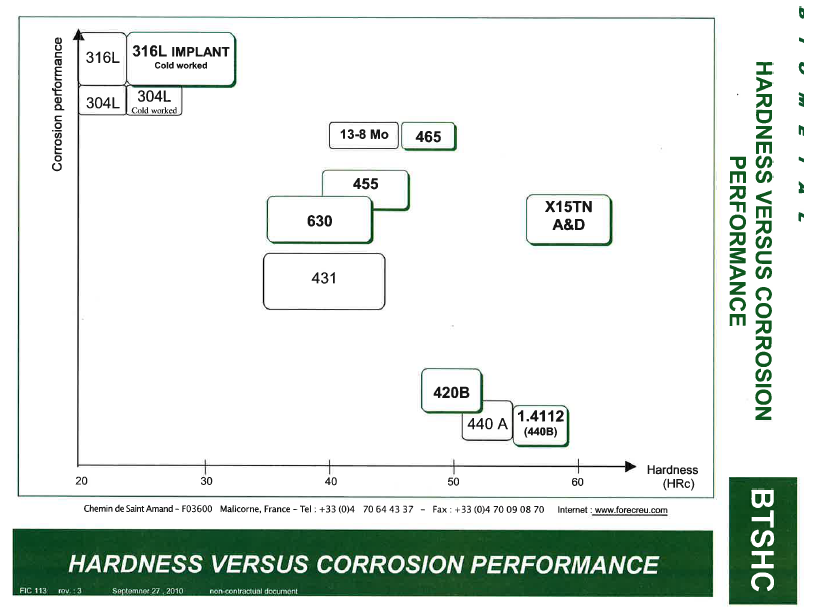 Corrosion performance
316L
316L IMPLANT
Cold worked
304L
304L
Cold worked
13-8 Mo
465
455
630
X15TN
A&D
431
420B
440 A
1.4112
(440B)
20
30
40
50
60
Hardness
(HRc)
Chemin de Saint Amand – F03600 Malicorne, France – Tel : +33 (0)4 70 64 43 37 – Fax : +33 (0)4 70 09 08 70 Internet : www.forecreu.com
HARDNESS VERSUS CORROSION PERFORMANCE
FIC 113 rev. : 3 September 27 , 2010 non-contractual document
HARDNESS VERSUS CORROSION
PERFORMANCE
BTSHC